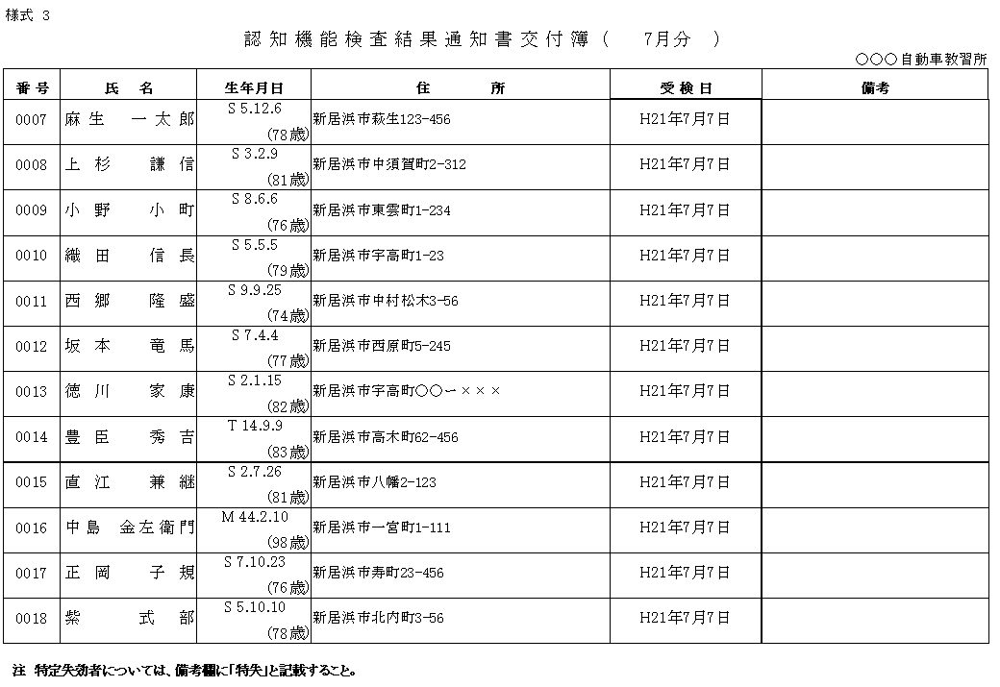 様式 3
認知機能検査結果通知書交付簿( 7月分 )
○○○自動車教習所
番号 氏名 生年月日 住所 受検日 備考
0007 麻生 一太郎 S 5.12.6 (78歳) 新居浜市萩生123-456 H21年7月7日
0008 上杉 謙信 S 3.2.9 (81歳) 新居浜市中須賀町2-312 H21年7月7日
0009 小野 小町 S 8.6.6 (76歳) 新居浜市東雲町1-234 H21年7月7日
0010 織田 信長 S 5.5.5 (79歳) 新居浜市宇高町1-23 H21年7月7日
0011 西郷 隆盛 S 9.9.25 (74歳) 新居浜市中村松木3-56 H21年7月7日
0012 坂本 竜馬 S 7.4.4 (77歳) 新居浜市西原町5-245 H21年7月7日
0013 徳川 家康 S 2.1.15 (82歳) 新居浜市宇高町○○ー××× H21年7月7日
0014 豊臣 秀吉 T 14.9.9 (83歳) 新居浜市高木町62-456 H21年7月7日
0015 直江 兼継 S 2.7.26 (81歳) 新居浜市八幡2-123 H21年7月7日
0016 中島 金左衛門 M 44.2.10 (98歳) 新居浜市一宮町1-111 H21年7月7日
0017 正岡 子規 S 7.10.23 (76歳) 新居浜市寿町23-456 H21年7月7日
0018 紫 式部 S 5.10.10 (78歳) 新居浜市北内町3-56 H21年7月7日
注 特定失効者については、備考欄に「特失」と記載すること。